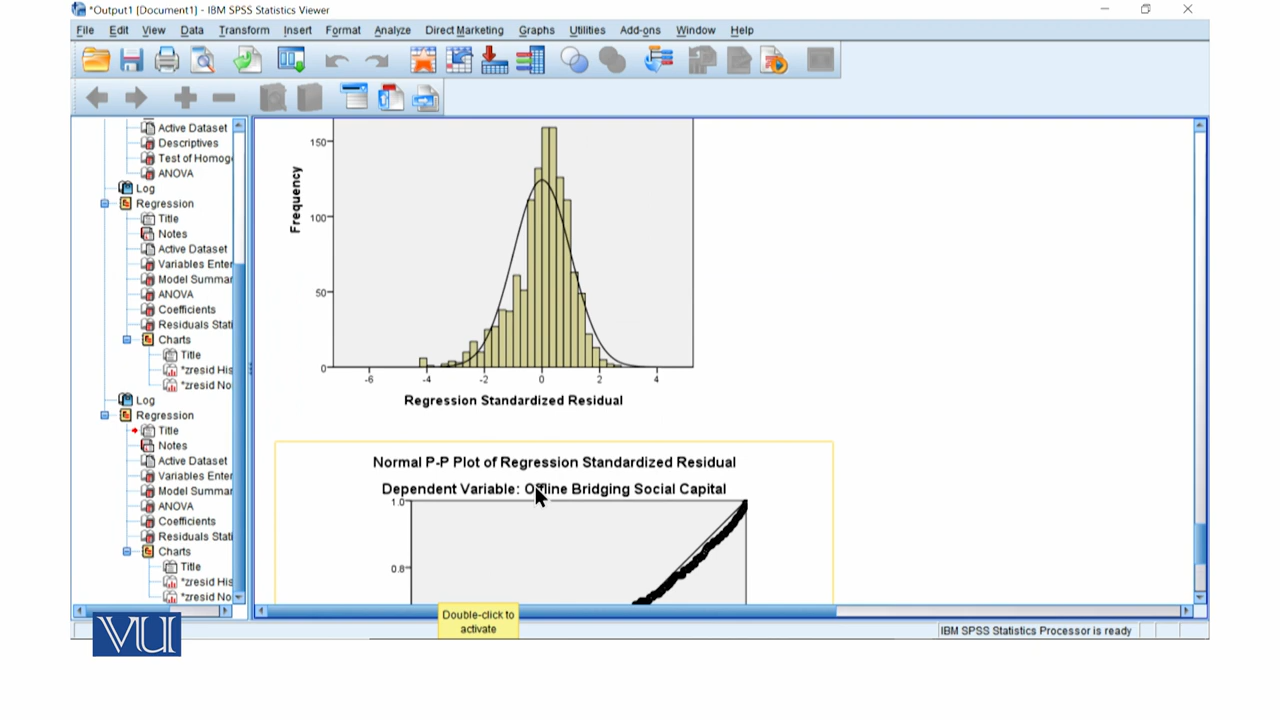 *Output1 [Document1] - IBM SPSS Statistics Viewer
File Edit View Data Transform Insert Format Analyze Direct Marketing Graphs Utilities Add-ons Window Help
Active Dataset
Descriptives
Test of Homog
ANOVA
Log
Regression
Title
Notes
Active Dataset
Variables Enter
Model Summar
ANOVA
Coefficients
Residuals Stati
Charts
Title
*zresid His
*zresid No
Log
Regression
Title
Notes
Active Dataset
Variables Enter
Model Summar
ANOVA
Coefficients
Residuals Stati
Charts
Title
*zresid His
*zresid No
Frequency
150
100
50
0
-6 -4 -2 0 2 4
Regression Standardized Residual
Normal P-P Plot of Regression Standardized Residual
Dependent Variable: Offline Bridging Social Capital
1.0
0.8
Double-click to
activate
IBM SPSS Statistics Processor is ready
VU